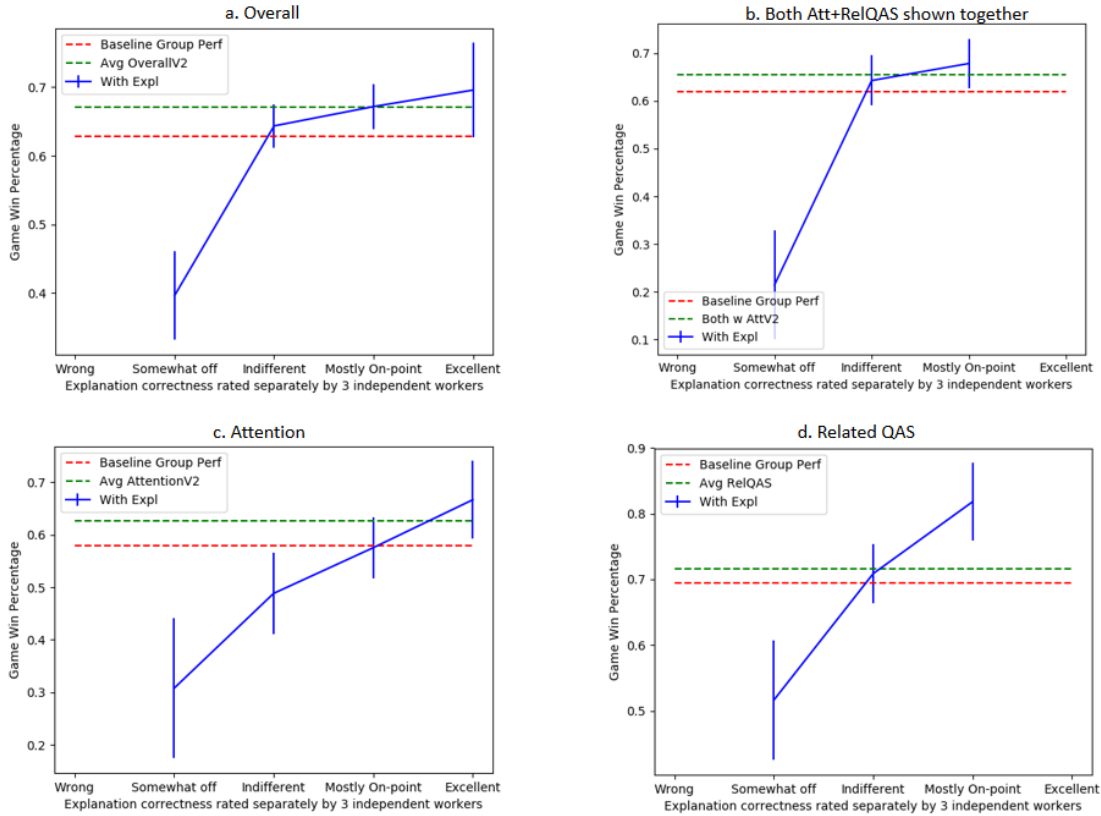 a. Overall
Baseline Group Perf
Avg OverallV2
With Expl
0.7
0.6
0.5
0.4
Game Win Percentage
Wrong Somewhat off Indifferent Mostly On-point Excellent
Explanation correctness rated separately by 3 independent workers
b. Both Att+RelQAS shown together
0.7
0.6
0.5
0.4
0.3
0.2
0.1
Game Win Percentage
Baseline Group Perf
Both w AttV2
With Expl
Wrong Somewhat off Indifferent Mostly On-point Excellent
Explanation correctness rated separately by 3 independent workers
c. Attention
Baseline Group Perf
Avg AttentionV2
With Expl
0.7
0.6
0.5
0.4
0.3
0.2
Game Win Percentage
Wrong Somewhat off Indifferent Mostly On-point Excellent
Explanation correctness rated separately by 3 independent workers
d. Related QAS
0.9
Baseline Group Perf
Avg RelQAS
With Expl
0.8
0.7
0.6
0.5
Game Win Percentage
Wrong Somewhat off Indifferent Mostly On-point Excellent
Explanation correctness rated separately by 3 independent workers